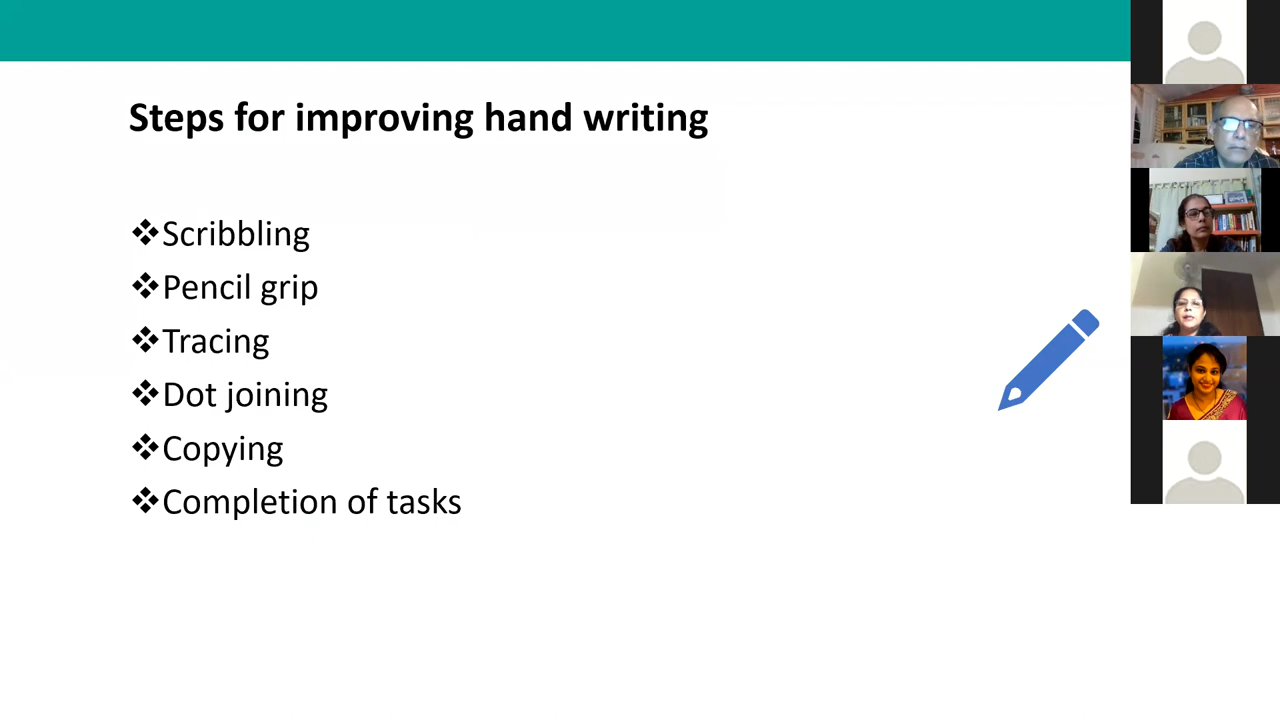 Steps for improving hand writing
❖Scribbling
❖Pencil grip
❖Tracing
❖Dot joining
❖Copying
❖Completion of tasks